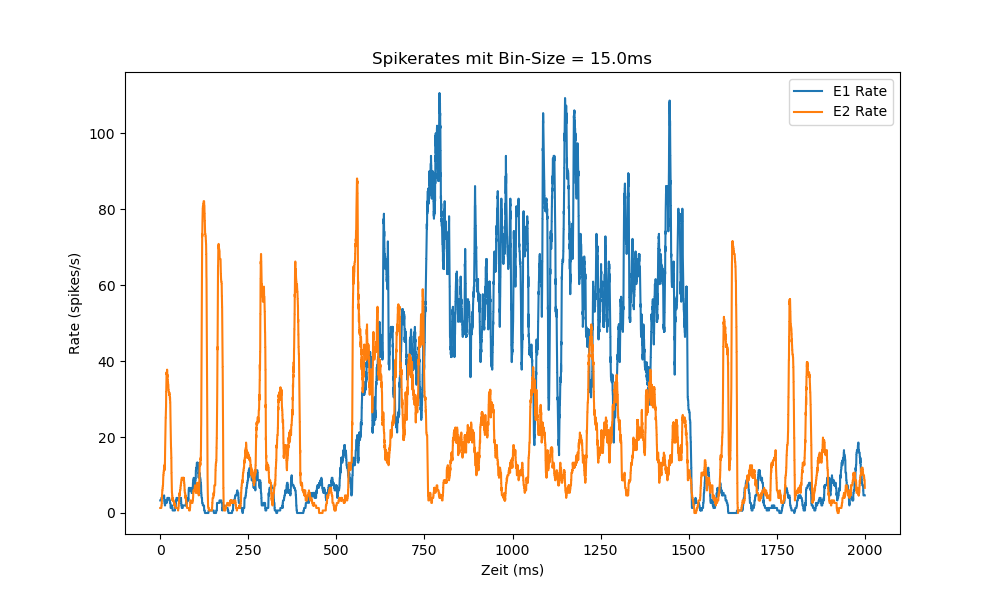 Spikerates mit Bin-Size = 15.0ms
E1 Rate
E2 Rate
Rate (spikes/s)
100
80
60
40
20
0
0 250 500 750 1000 1250 1500 1750 2000
Zeit (ms)